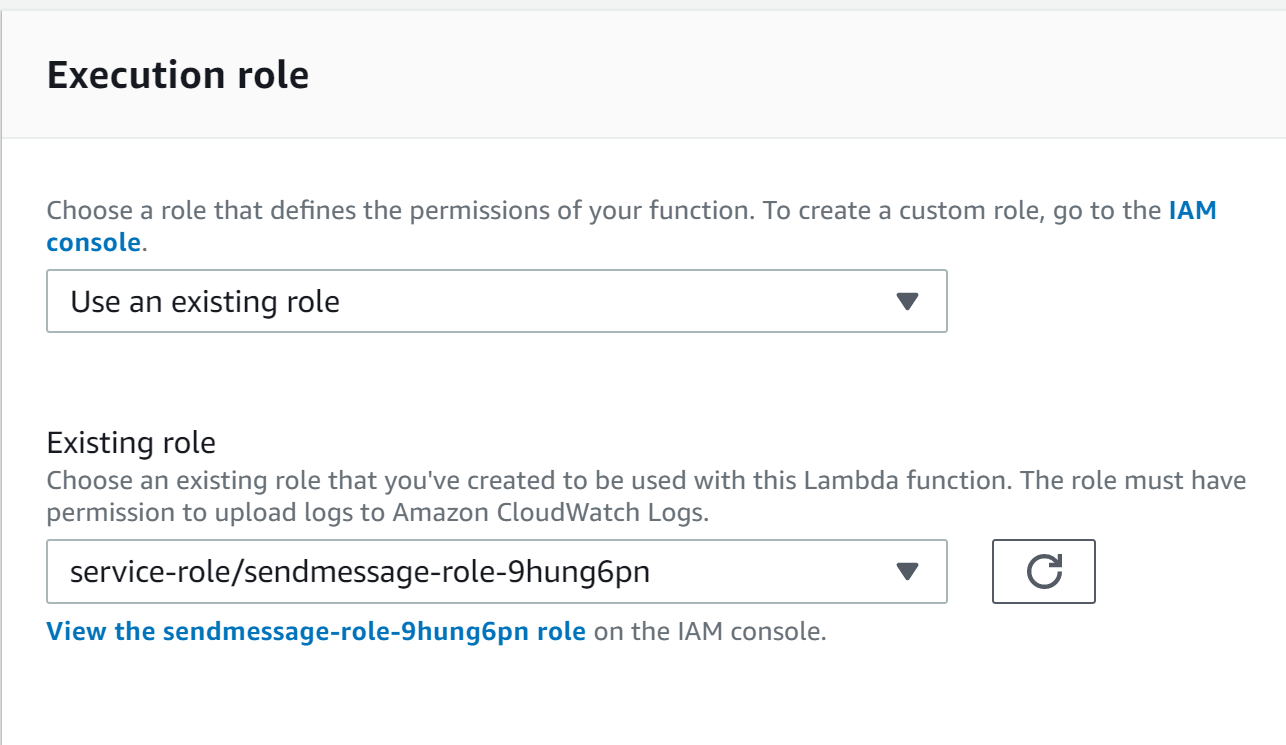 Execution role
Choose a role that defines the permissions of your function. To create a custom role, go to the IAM
console.
Use an existing role
Existing role
Choose an existing role that you've created to be used with this Lambda function. The role must have
permission to upload logs to Amazon CloudWatch Logs.
service-role/sendmessage-role-9hung6pn
View the sendmessage-role-9hung6pn role on the IAM console.